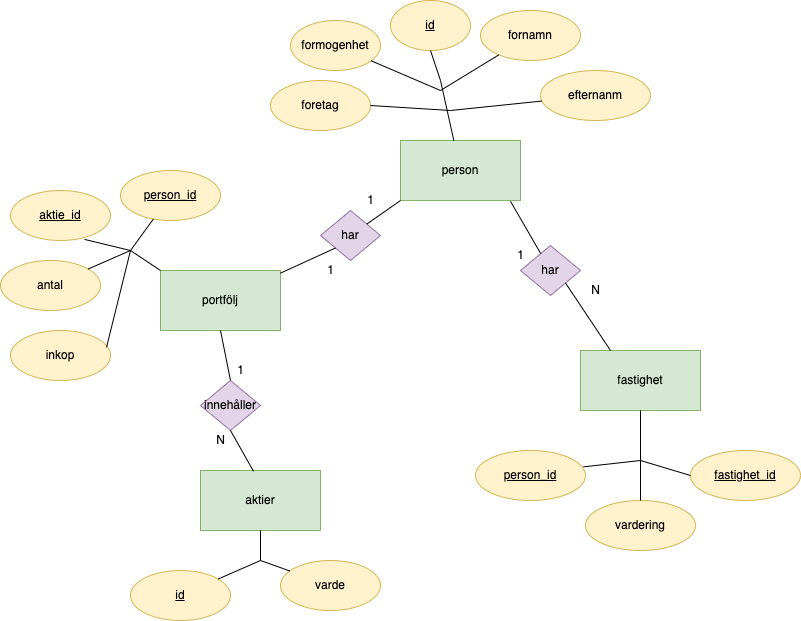 id
fornamn
formogenhet
efternanm
foretag
person
person_id
1
aktie_id
har
1
1
har
antal
N
portfölj
inkop
1
fastighet
innehåller
N
person_id
fastighet_id
aktier
vardering
id
varde